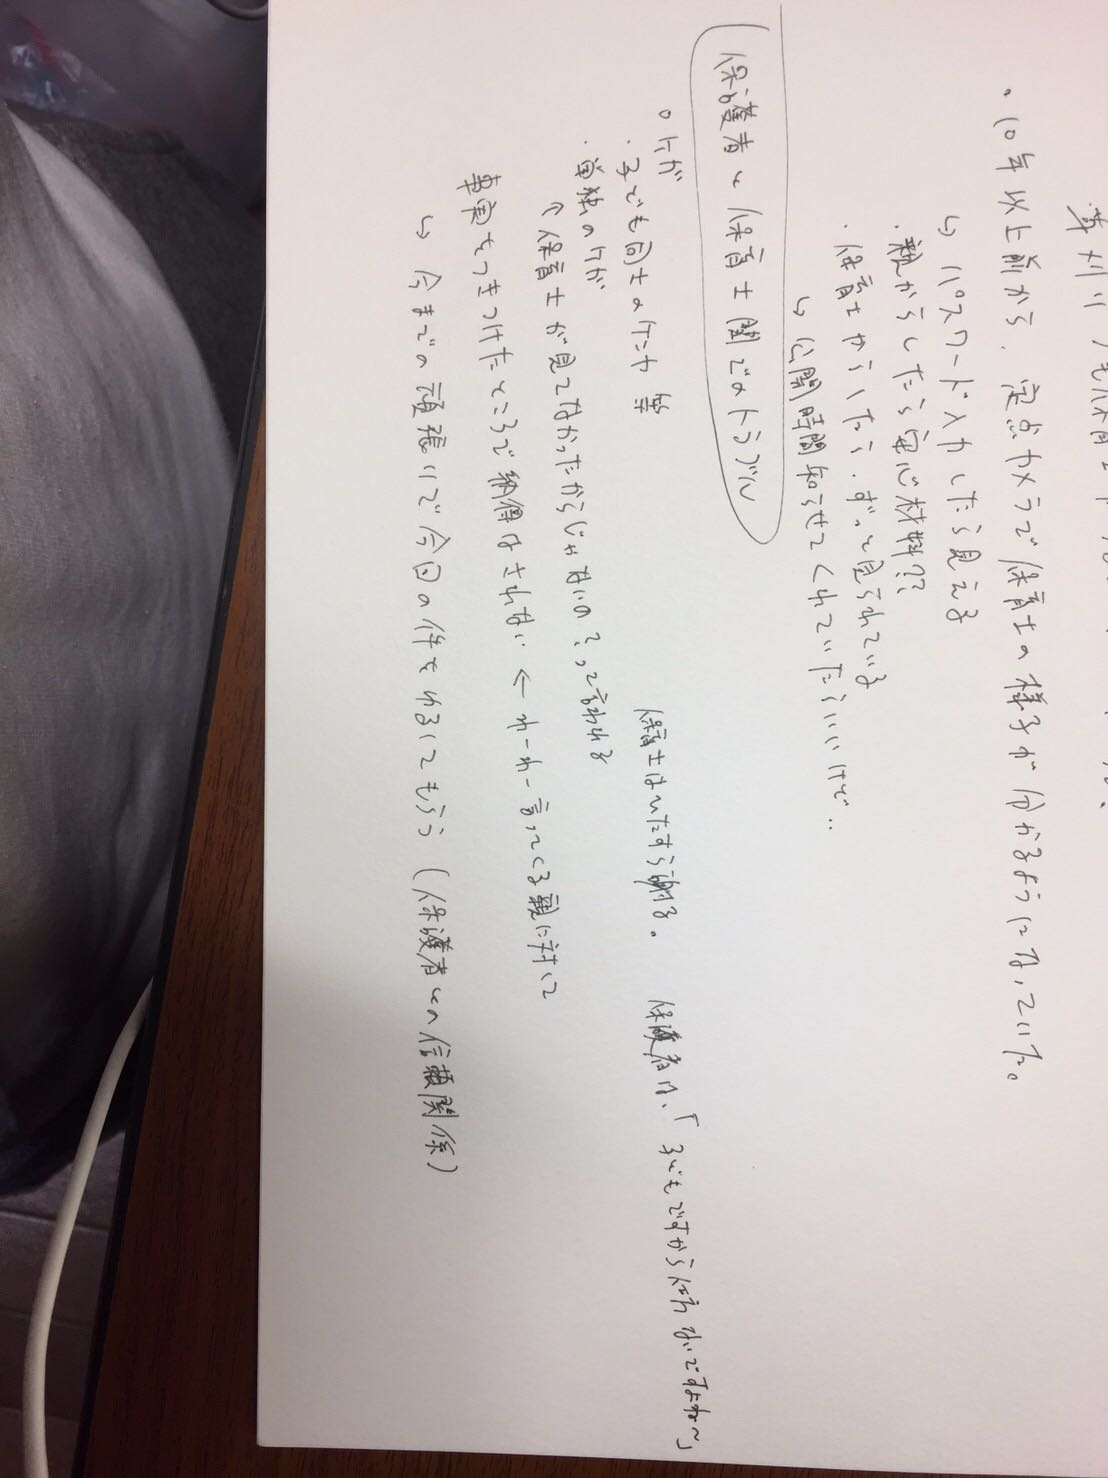 草刈り
・10年以上前から、定点カメラで保育士の様子が分かるようになっていた。
↳ パスワード入力したら見える
・親からしたら安心材料??
・保育士からしたら、ずっと見られている
↳ 公開時間知らせてくれていたらいいけど..
保護者と保育士間でのトラブル
○ケガ
・子ども同士のケンカ 等
保育士はひたすら謝る。 保護者は、「子どもですから仕方ないですよね〜」
・単独のケガ
↑保育士が見てなかったからじゃないの?って言われる
事実をつきつけたところで納得はされない ← わーわー言ってくる親に対して
↳ 今までの頑張りで今回の件をゆるしてもらう (保護者との信頼関係)